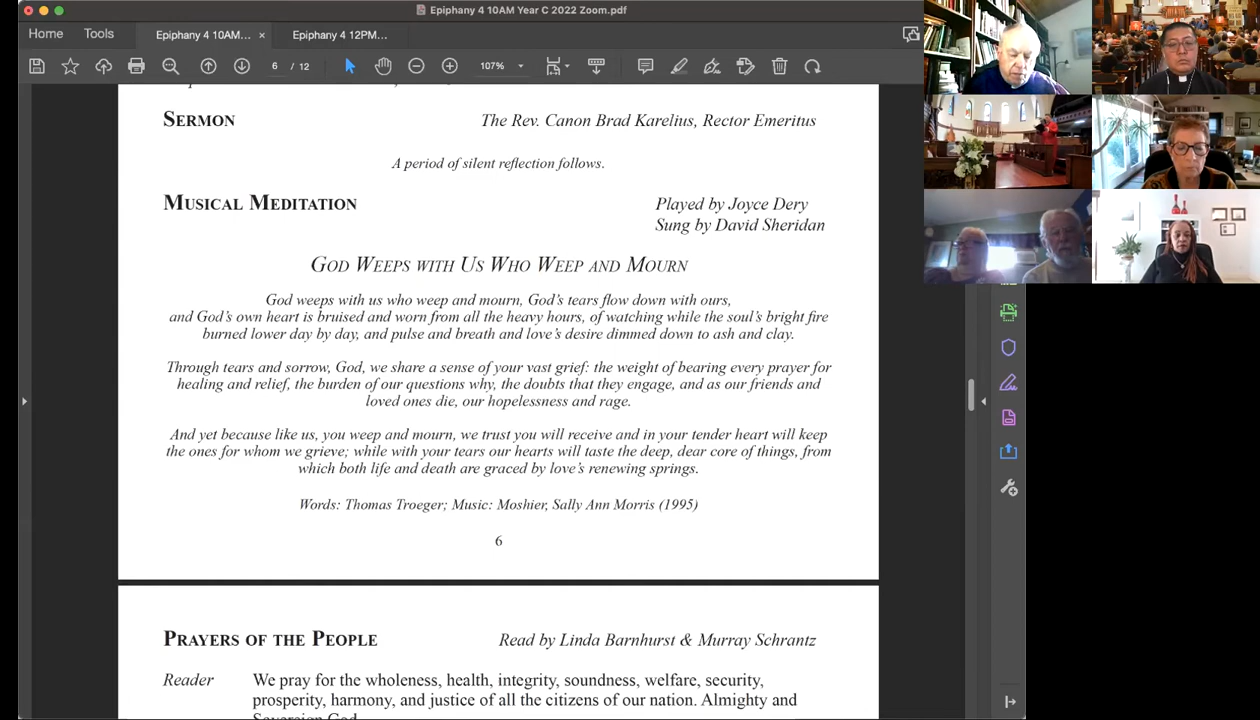 Epiphany 4 10AM Year C 2022 Zoom.pdf
Home
Tools
Epiphany 4 10AM...
×
Epiphany 4 12PM...
6 / 12
107%
SERMON
The Rev. Canon Brad Karelius, Rector Emeritus
A period of silent reflection follows.
MUSICAL MEDITATION
Played by Joyce Dery
Sung by David Sheridan
GOD WEEPS WITH US WHO WEEP AND MOURN
God weeps with us who weep and mourn, God's tears flow down with ours,
and God's own heart is bruised and worn from all the heavy hours, of watching while the soul's bright fire
burned lower day by day, and pulse and breath and love's desire dimmed down to ash and clay.
Through tears and sorrow, God, we share a sense of your vast grief: the weight of bearing every prayer for
healing and relief, the burden of our questions why, the doubts that they engage, and as our friends and
loved ones die, our hopelessness and rage.
And yet because like us, you weep and mourn, we trust you will receive and in your tender heart will keep
the ones for whom we grieve; while with your tears our hearts will taste the deep, dear core of things, from
which both life and death are graced by love's renewing springs.
Words: Thomas Troeger; Music: Moshier, Sally Ann Morris (1995)
6
PRAYERS OF THE PEOPLE
Read by Linda Barnhurst & Murray Schrantz
Reader
We pray for the wholeness, health, integrity, soundness, welfare, security,
prosperity, harmony, and justice of all the citizens of our nation. Almighty and
Sovereign God